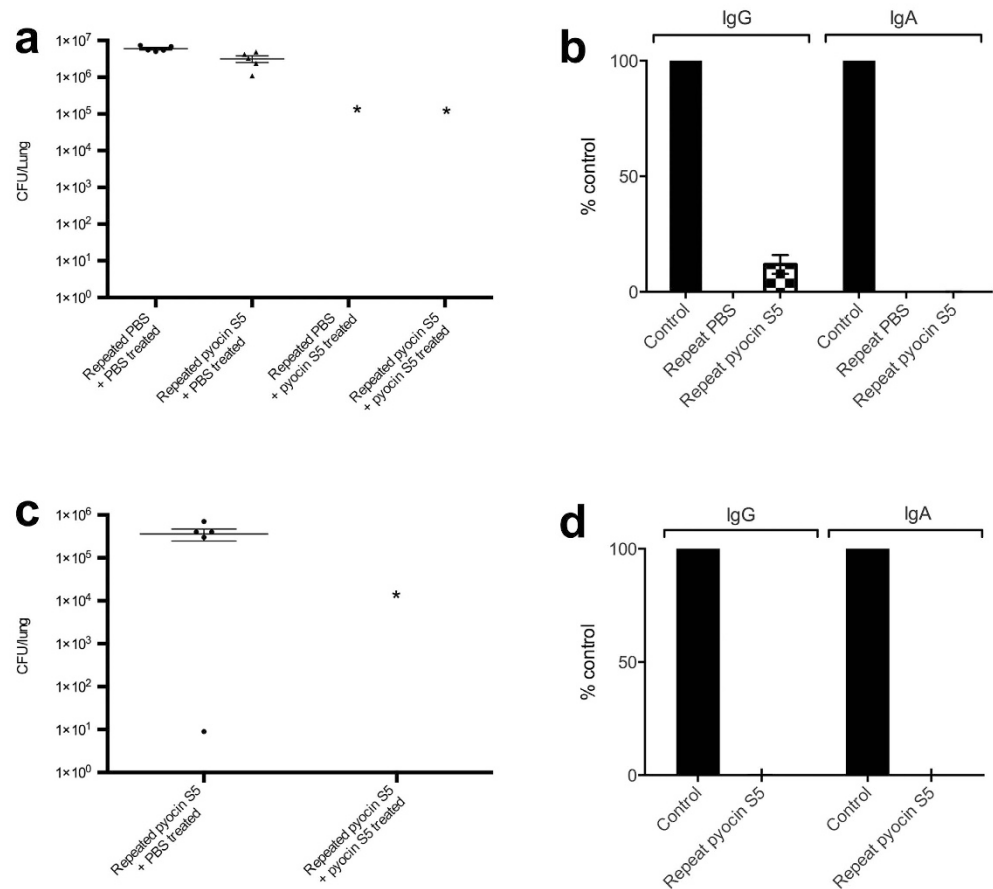 a
1×10⁷
1×10⁶
1×10⁵
1×10⁴
1×10³
1×10²
1×10¹
1×10⁰
CFU/Lung
*
*
Repeated PBS
+ PBS treated
Repeated pyocin S5
+ PBS treated
Repeated PBS
+ pyocin S5 treated
Repeated pyocin S5
+ pyocin S5 treated
b
IgG
IgA
100
50
0
% control
Control
Repeat PBS
Repeat pyocin S5
Control
Repeat PBS
Repeat pyocin S5
c
1×10⁶
1×10⁵
1×10⁴
1×10³
1×10²
1×10¹
1×10⁰
CFU/lung
*
Repeated pyocin S5
+ PBS treated
Repeated pyocin S5
+ pyocin S5 treated
d
IgG
IgA
100
50
0
% control
Control
Repeat pyocin S5
Control
Repeat pyocin S5